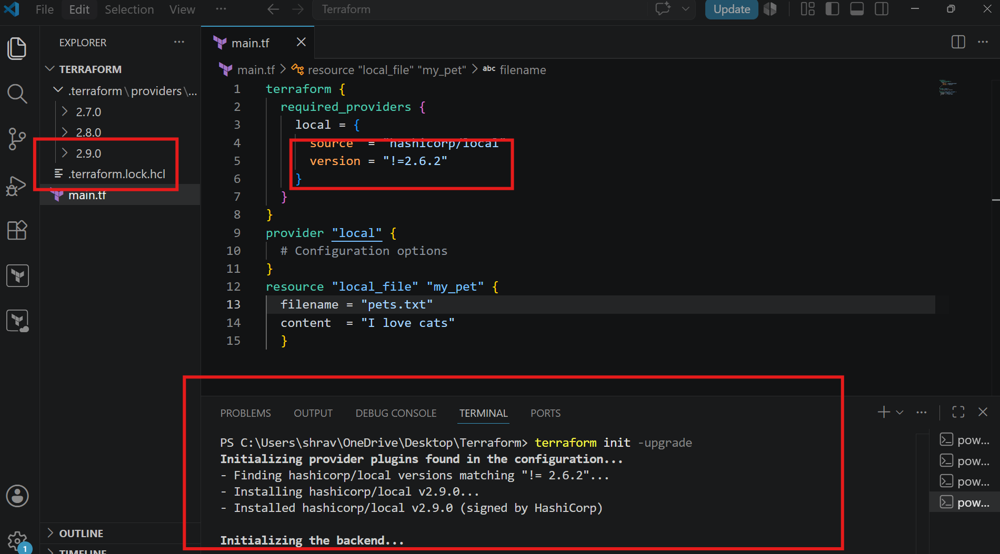 File Edit Selection View ··· Terraform Update
EXPLORER ···
TERRAFORM
.terraform\providers\...
2.7.0
2.8.0
2.9.0
.terraform.lock.hcl
main.tf
main.tf
main.tf > resource "local_file" "my_pet" > abc filename
1 terraform {
2 required_providers {
3 local = {
4 source = "hashicorp/local"
5 version = "!=2.6.2"
6 }
7 }
8 }
9 provider "local" {
10 # Configuration options
11 }
12 resource "local_file" "my_pet" {
13 filename = "pets.txt"
14 content = "I love cats"
15 }
PROBLEMS OUTPUT DEBUG CONSOLE TERMINAL PORTS
PS C:\Users\shrav\OneDrive\Desktop\Terraform> terraform init -upgrade
Initializing provider plugins found in the configuration...
- Finding hashicorp/local versions matching "!= 2.6.2"...
- Installing hashicorp/local v2.9.0...
- Installed hashicorp/local v2.9.0 (signed by HashiCorp)
Initializing the backend...
pow...
pow...
pow...
pow...
OUTLINE
TIMELINE
1